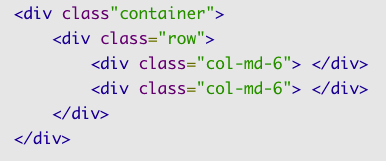 <div class"container">
<div class="row">
<div class="col-md-6"> </div>
<div class="col-md-6"> </div>
</div>
</div>